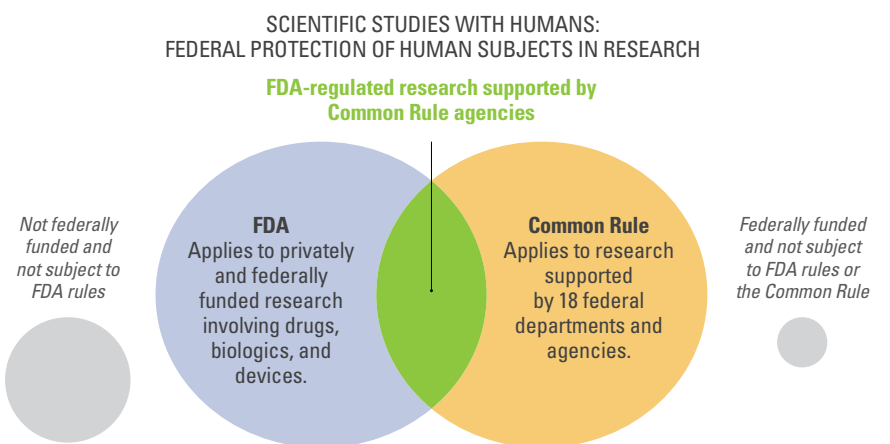 SCIENTIFIC STUDIES WITH HUMANS:
FEDERAL PROTECTION OF HUMAN SUBJECTS IN RESEARCH
FDA-regulated research supported by
Common Rule agencies
Not federally
funded and
not subject to
FDA rules
FDA
Applies to privately
and federally
funded research
involving drugs,
biologics, and
devices.
Common Rule
Applies to research
supported
by 18 federal
departments and
agencies.
Federally funded
and not subject
to FDA rules or
the Common Rule